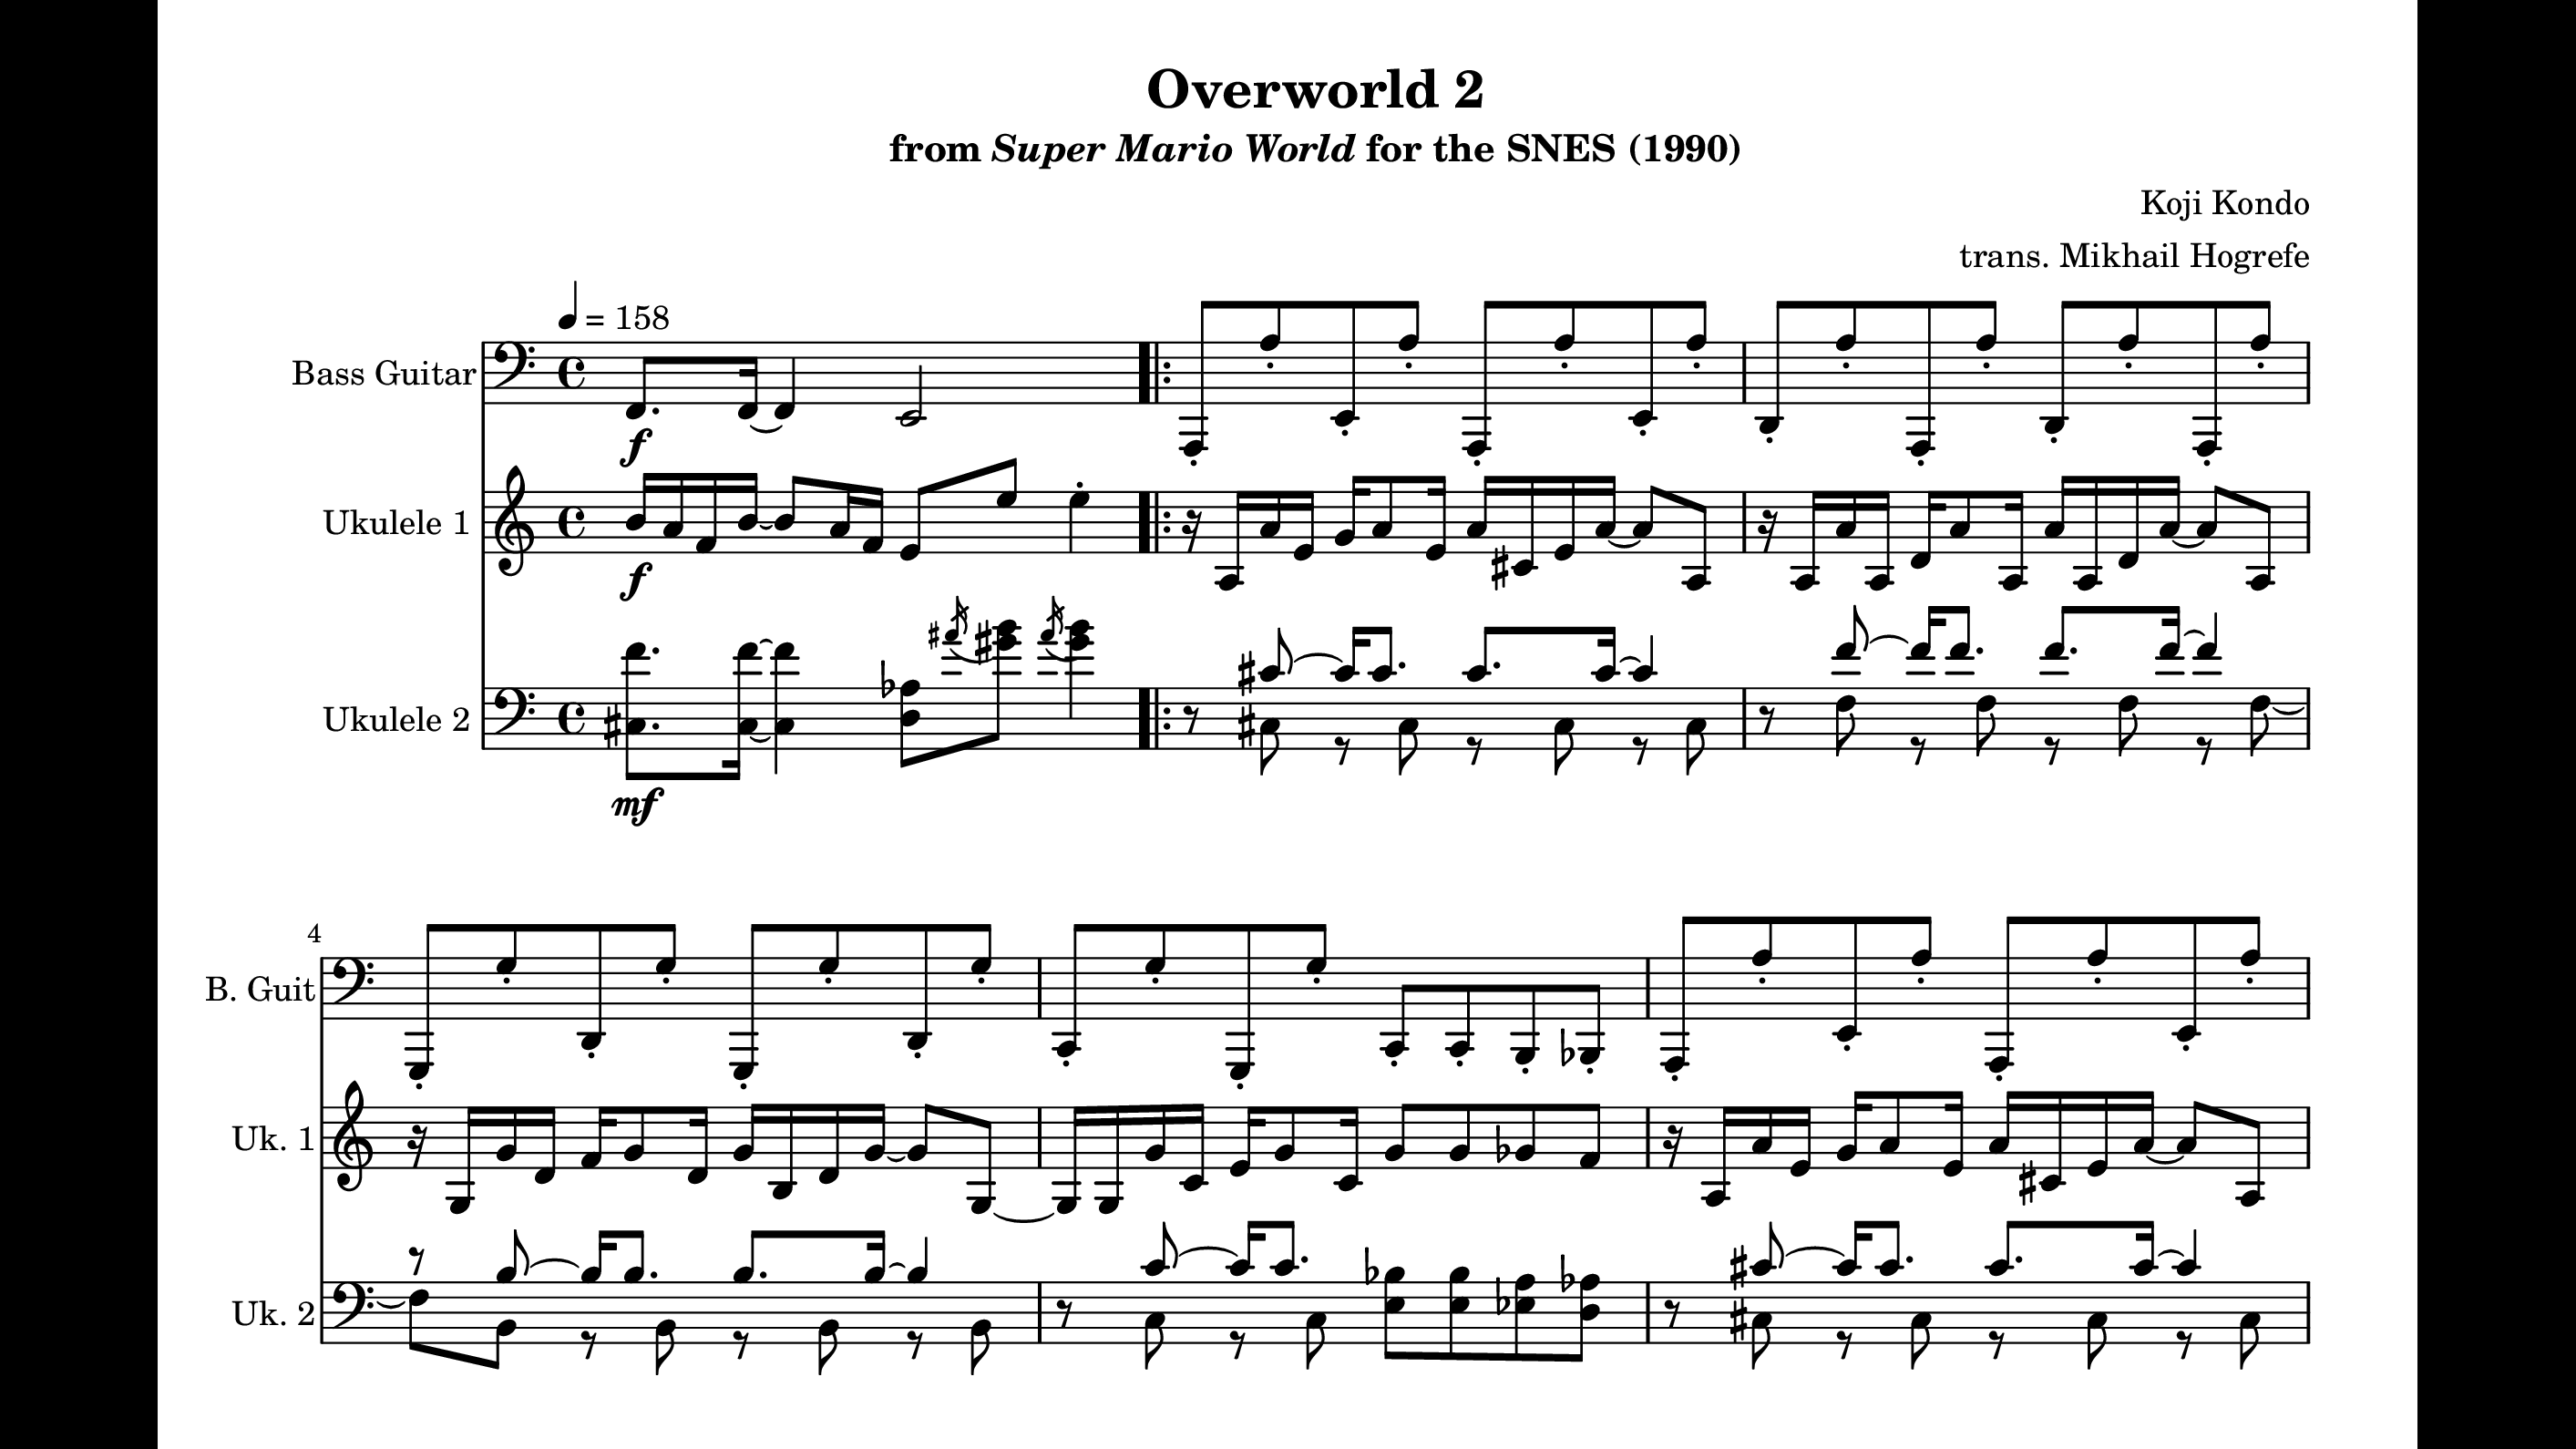 Overworld 2
from Super Mario World for the SNES (1990)
Koji Kondo
trans. Mikhail Hogrefe
= 158
Bass Guitar
f
Ukulele 1
f
Ukulele 2
mf
4
B. Guit
Uk. 1
Uk. 2